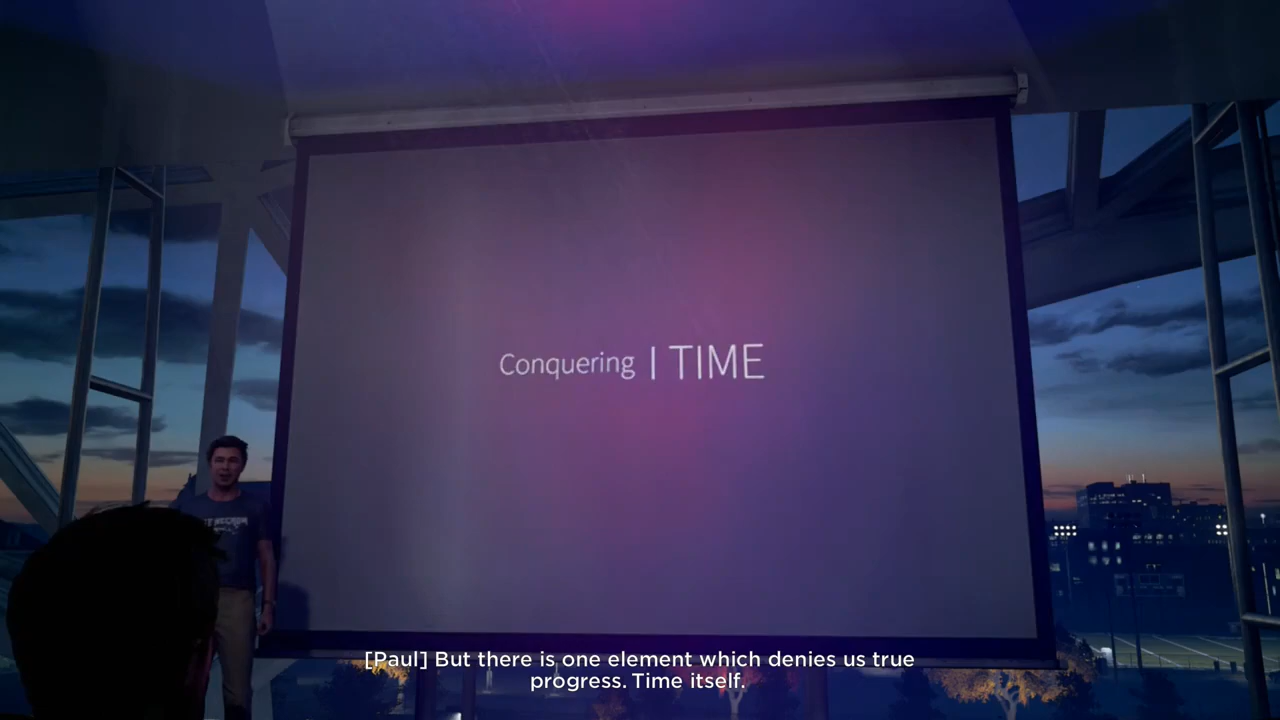 Conquering | TIME
[Paul] But there is one element which denies us true
progress. Time itself.